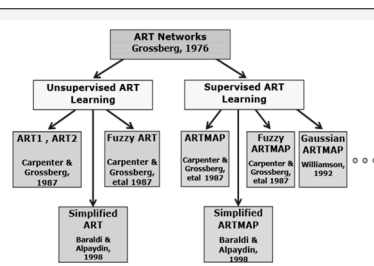 ART Networks
Grossberg, 1976
Unsupervised ART
Learning
Supervised ART
Learning
ART1 , ART2
Carpenter &
Grossberg,
1987
Fuzzy ART
Carpenter &
Grossberg,
etal 1987
ARTMAP
Carpenter &
Grossberg,
etal 1987
Fuzzy
ARTMAP
Carpenter &
Grossberg,
etal 1987
Gaussian
ARTMAP
Williamson,
1992
Simplified
ART
Baraldi &
Alpaydin,
1998
Simplified
ARTMAP
Baraldi &
Alpaydin,
1998